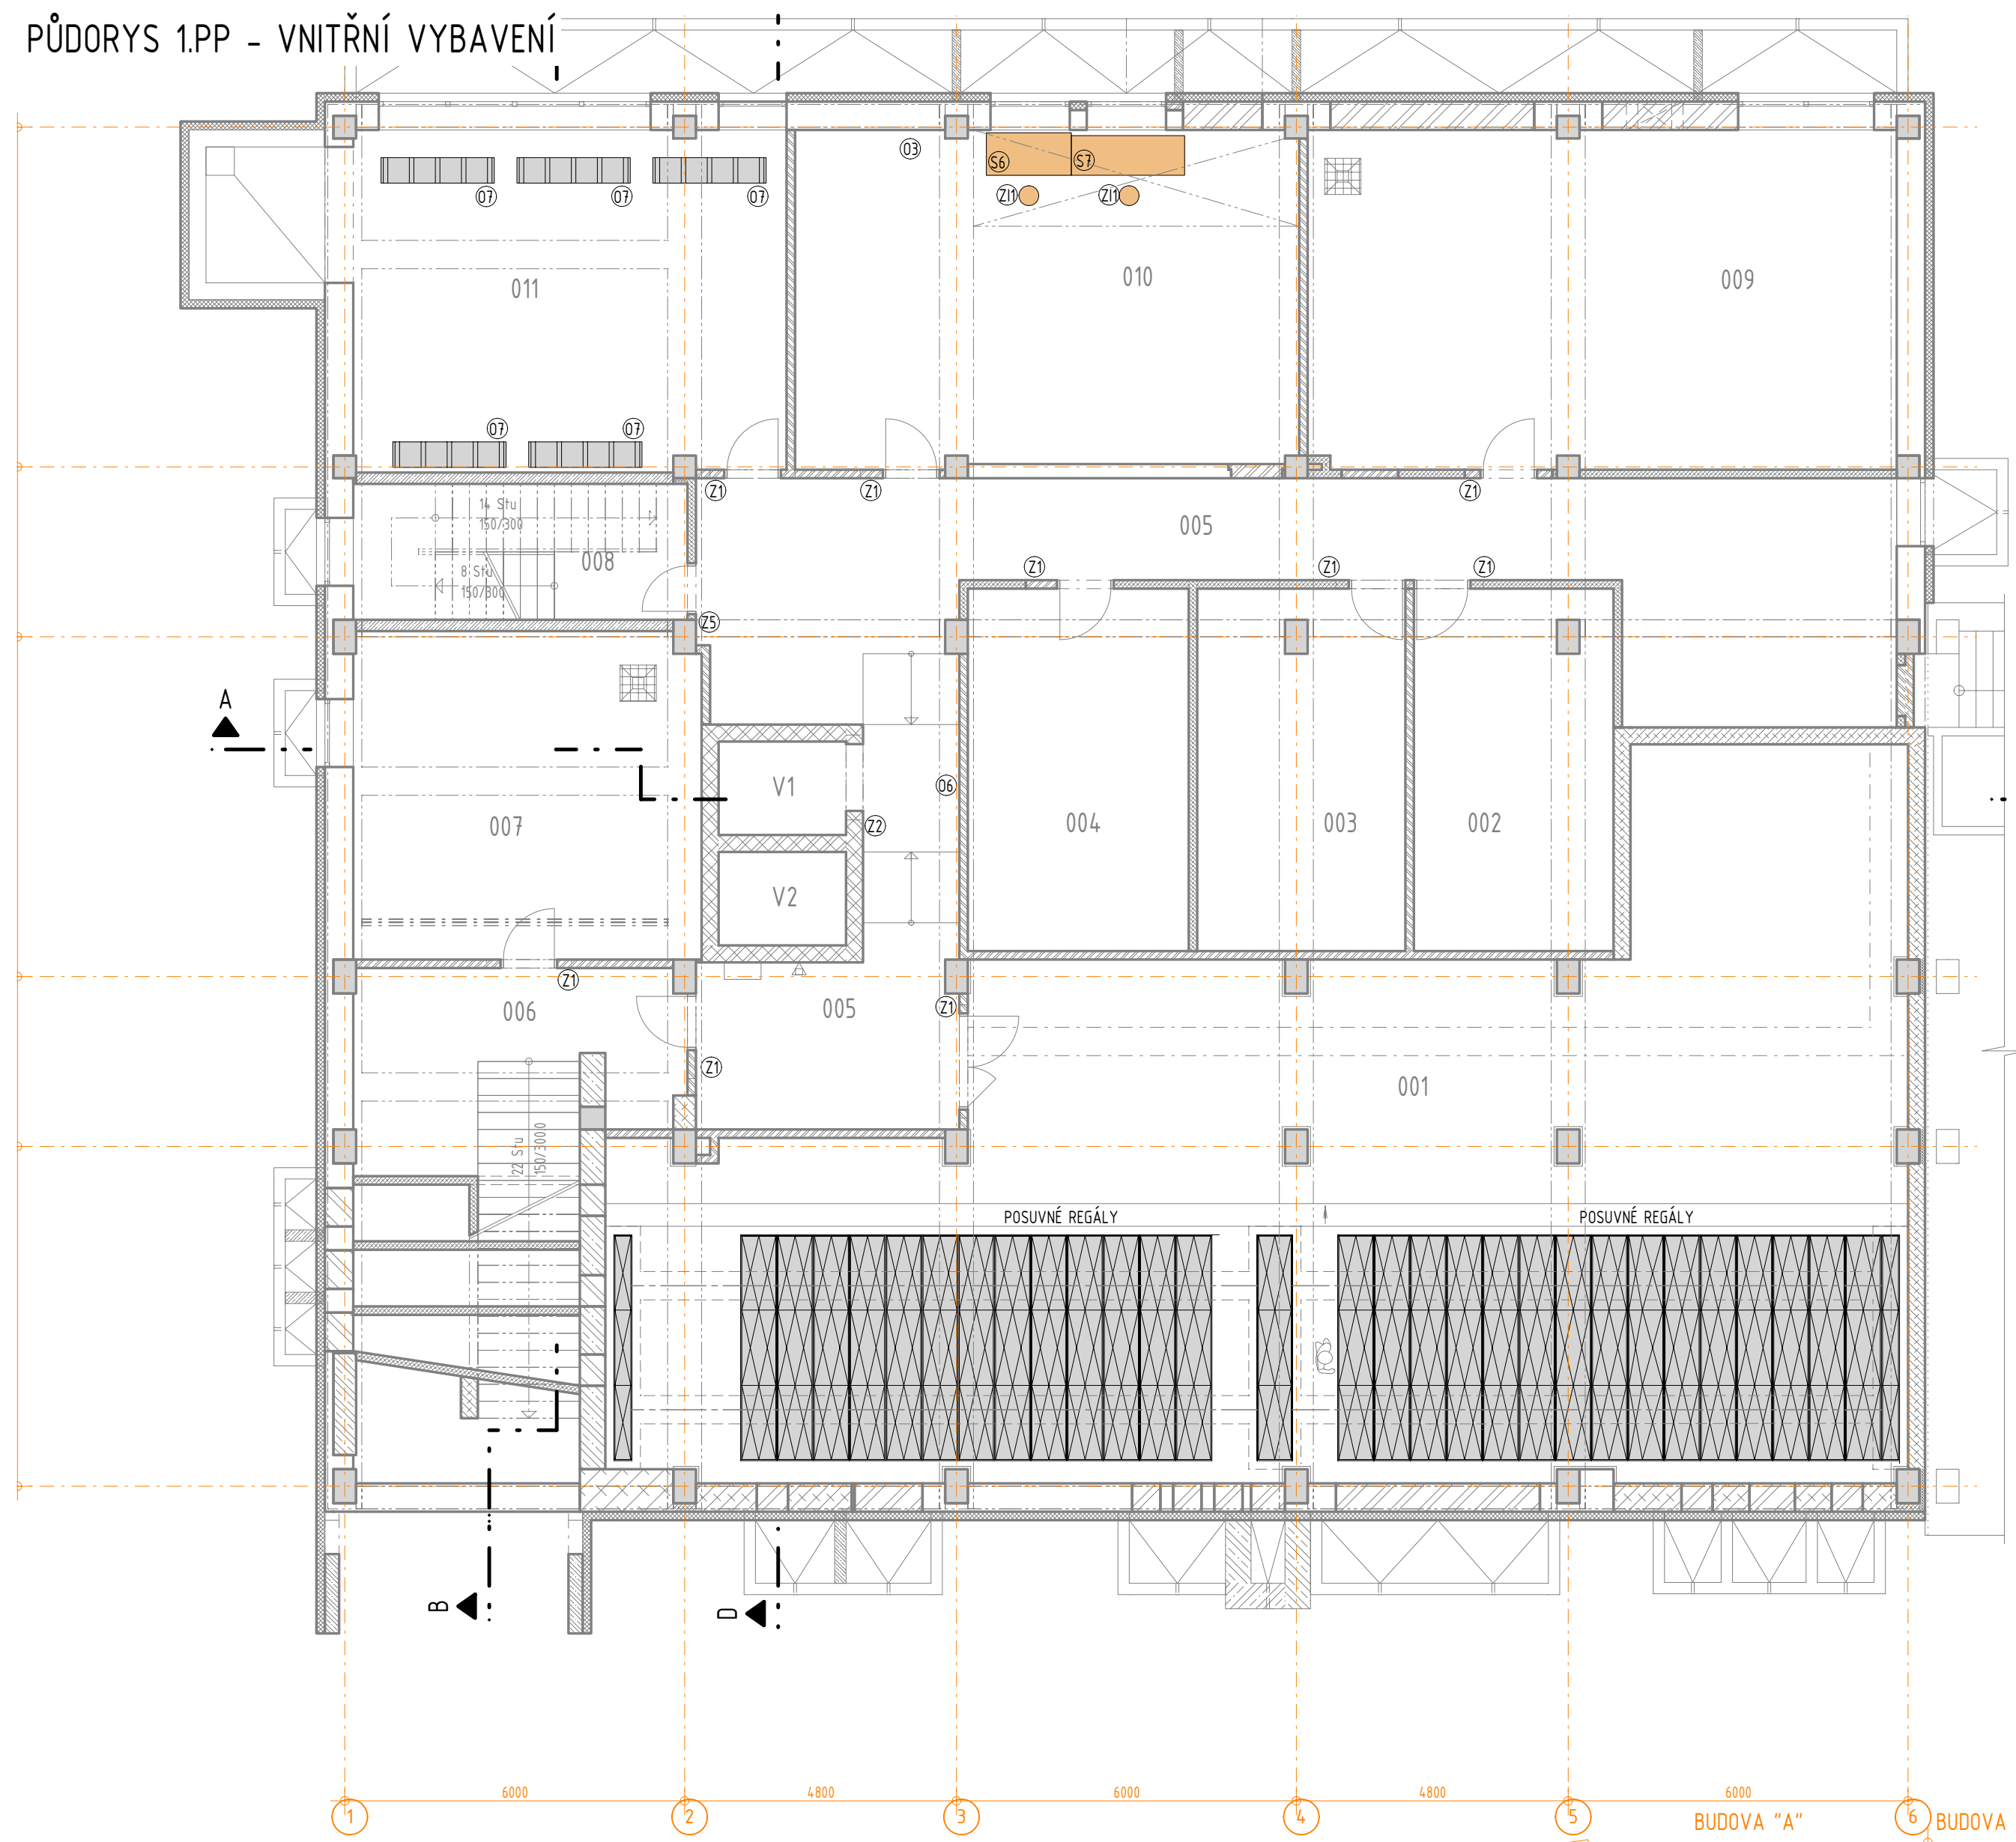 PŮDORYS 1.PP - VNITŘNÍ VYBAVENÍ
03
S6
S7
ZI1
ZI1
07
07
07
011
010
009
07
07
Z1
Z1
Z1
14 Stu
150/300
008
8 Stu
150/300
005
Z1
Z1
Z1
Z5
A
V1
06
Z2
007
004
003
002
V2
Z1
006
005
Z1
Z1
001
22 Stu
150/3000
POSUVNÉ REGÁLY
POSUVNÉ REGÁLY
B
D
6000
4800
6000
4800
6000
1
2
3
4
5
6
BUDOVA "A"
BUDOVA